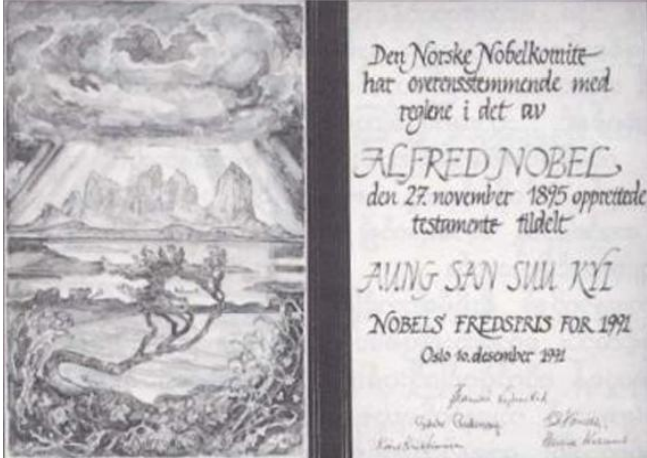 Den Norske Nobelkomite
har overensstemmende med
reglene i det av
ALFRED NOBEL
den 27. november 1895 opprettede
testamente tildelt
AUNG SAN SUU KYI
NOBELS FREDSPRIS FOR 1991
Oslo 10. desember 1991